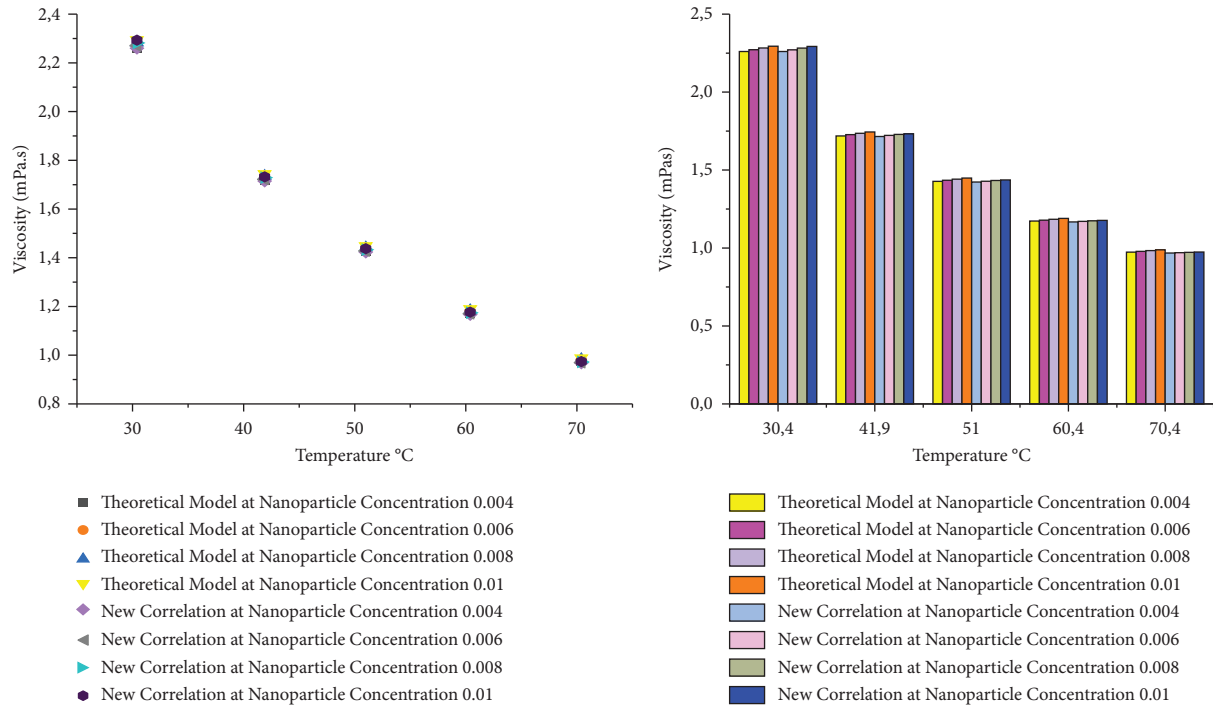 2,4
2,2
2,0
1,8
1,6
1,4
1,2
1,0
0,8
Viscosity (mPa.s)
30 40 50 60 70
Temperature °C
Theoretical Model at Nanoparticle Concentration 0.004
Theoretical Model at Nanoparticle Concentration 0.006
Theoretical Model at Nanoparticle Concentration 0.008
Theoretical Model at Nanoparticle Concentration 0.01
New Correlation at Nanoparticle Concentration 0.004
New Correlation at Nanoparticle Concentration 0.006
New Correlation at Nanoparticle Concentration 0.008
New Correlation at Nanoparticle Concentration 0.01
2,5
2,0
1,5
1,0
0,5
0,0
Viscosity (mPas)
30,4 41,9 51 60,4 70,4
Temperature °C
Theoretical Model at Nanoparticle Concentration 0.004
Theoretical Model at Nanoparticle Concentration 0.006
Theoretical Model at Nanoparticle Concentration 0.008
Theoretical Model at Nanoparticle Concentration 0.01
New Correlation at Nanoparticle Concentration 0.004
New Correlation at Nanoparticle Concentration 0.006
New Correlation at Nanoparticle Concentration 0.008
New Correlation at Nanoparticle Concentration 0.01